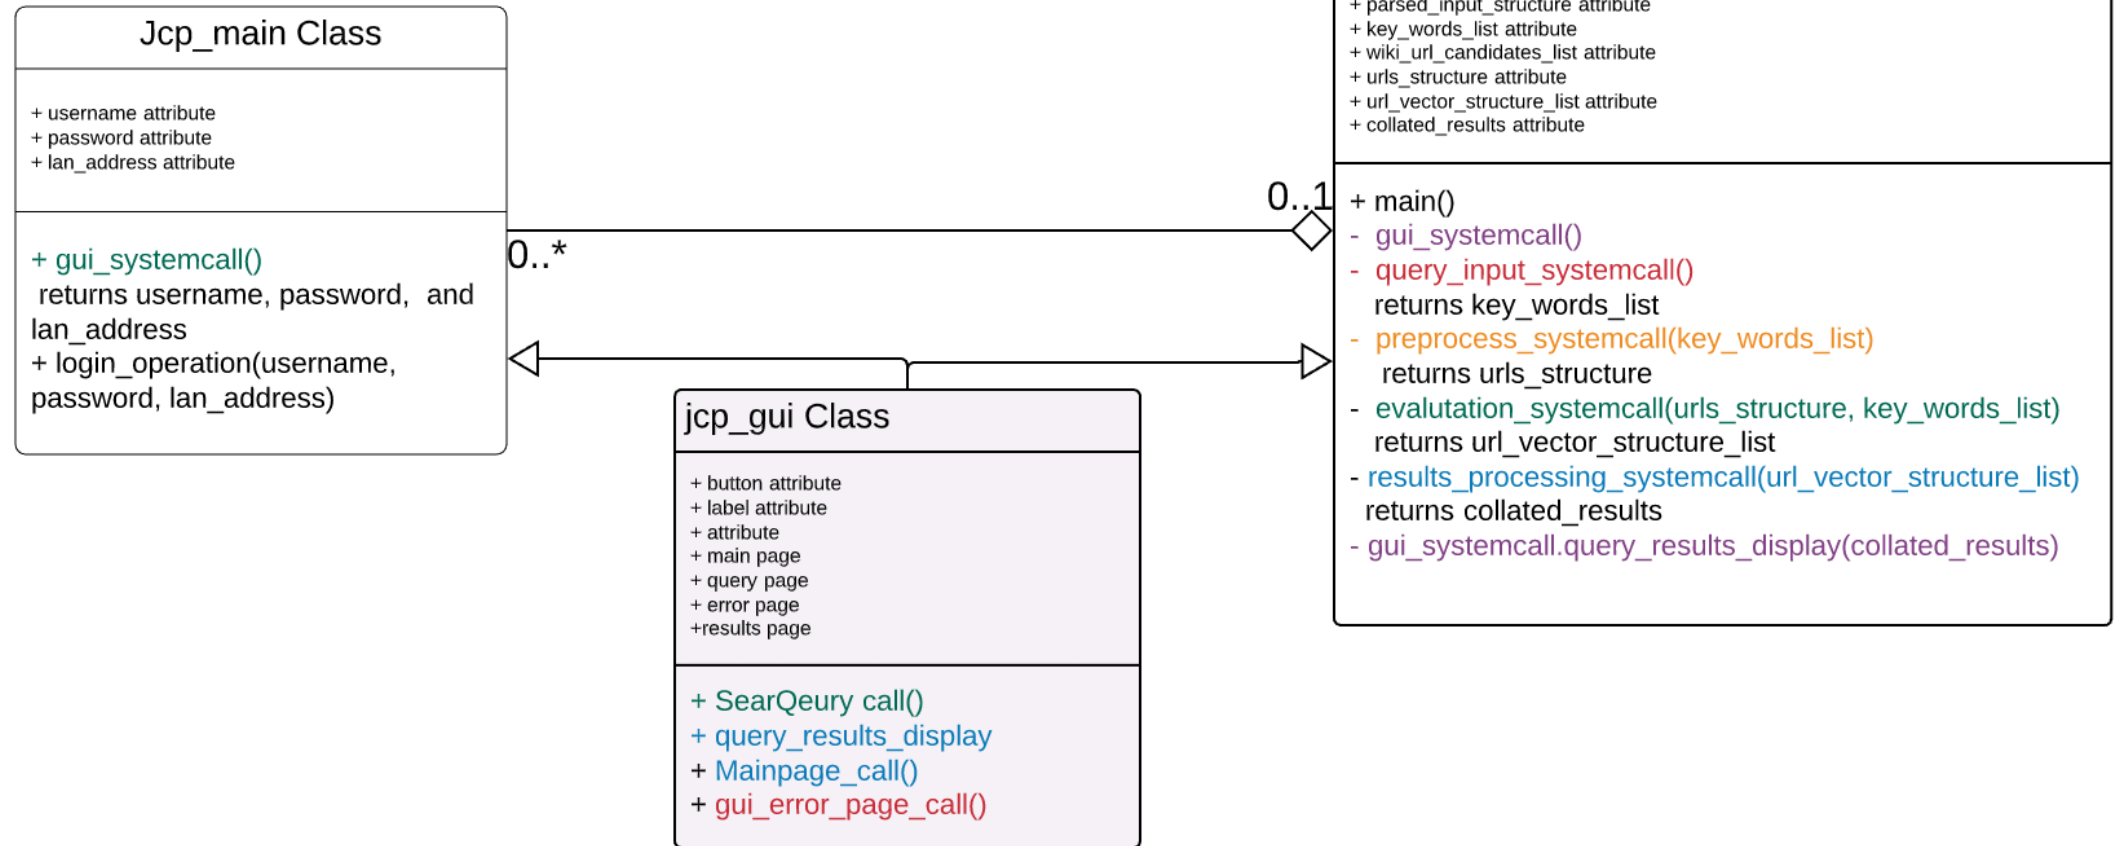 Jcp_main Class
+ username attribute
+ password attribute
+ lan_address attribute
+ gui_systemcall()
returns username, password, and
lan_address
+ login_operation(username,
password, lan_address)
0..*
0..1
jcp_gui Class
+ button attribute
+ label attribute
+ attribute
+ main page
+ query page
+ error page
+results page
+ SearQeury call()
+ query_results_display
+ Mainpage_call()
+ gui_error_page_call()
+ parsed_input_structure attribute
+ key_words_list attribute
+ wiki_url_candidates_list attribute
+ urls_structure attribute
+ url_vector_structure_list attribute
+ collated_results attribute
+ main()
- gui_systemcall()
- query_input_systemcall()
returns key_words_list
- preprocess_systemcall(key_words_list)
returns urls_structure
- evalutation_systemcall(urls_structure, key_words_list)
returns url_vector_structure_list
- results_processing_systemcall(url_vector_structure_list)
returns collated_results
- gui_systemcall.query_results_display(collated_results)